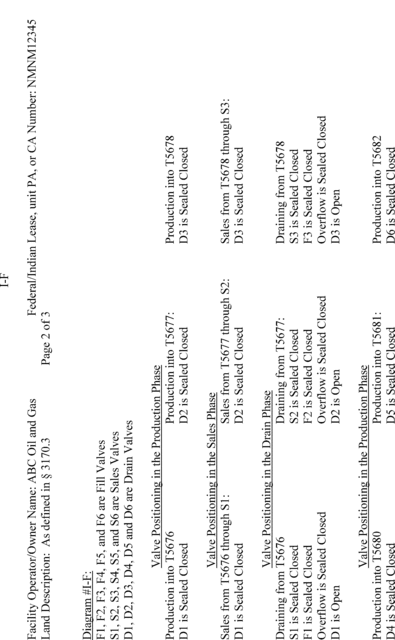 I-F
Facility Operator/Owner Name: ABC Oil and Gas Federal/Indian Lease, unit PA, or CA Number: NMNM12345
Land Description: As defined in § 3170.3 Page 2 of 3
Diagram #I-F:
F1, F2, F3, F4, F5, and F6 are Fill Valves
S1, S2, S3, S4, S5, and S6 are Sales Valves
D1, D2, D3, D4, D5 and D6 are Drain Valves
Valve Positioning in the Production Phase
Production into T5676 Production into T5677: Production into T5678
D1 is Sealed Closed D2 is Sealed Closed D3 is Sealed Closed
Valve Positioning in the Sales Phase
Sales from T5676 through S1: Sales from T5677 through S2: Sales from T5678 through S3:
D1 is Sealed Closed D2 is Sealed Closed D3 is Sealed Closed
Valve Positioning in the Drain Phase
Draining from T5676 Draining from T5677: Draining from T5678
S1 is Sealed Closed S2 is Sealed Closed S3 is Sealed Closed
F1 is Sealed Closed F2 is Sealed Closed F3 is Sealed Closed
Overflow is Sealed Closed Overflow is Sealed Closed Overflow is Sealed Closed
D1 is Open D2 is Open D3 is Open
Valve Positioning in the Production Phase
Production into T5680 Production into T5681: Production into T5682
D4 is Sealed Closed D5 is Sealed Closed D6 is Sealed Closed